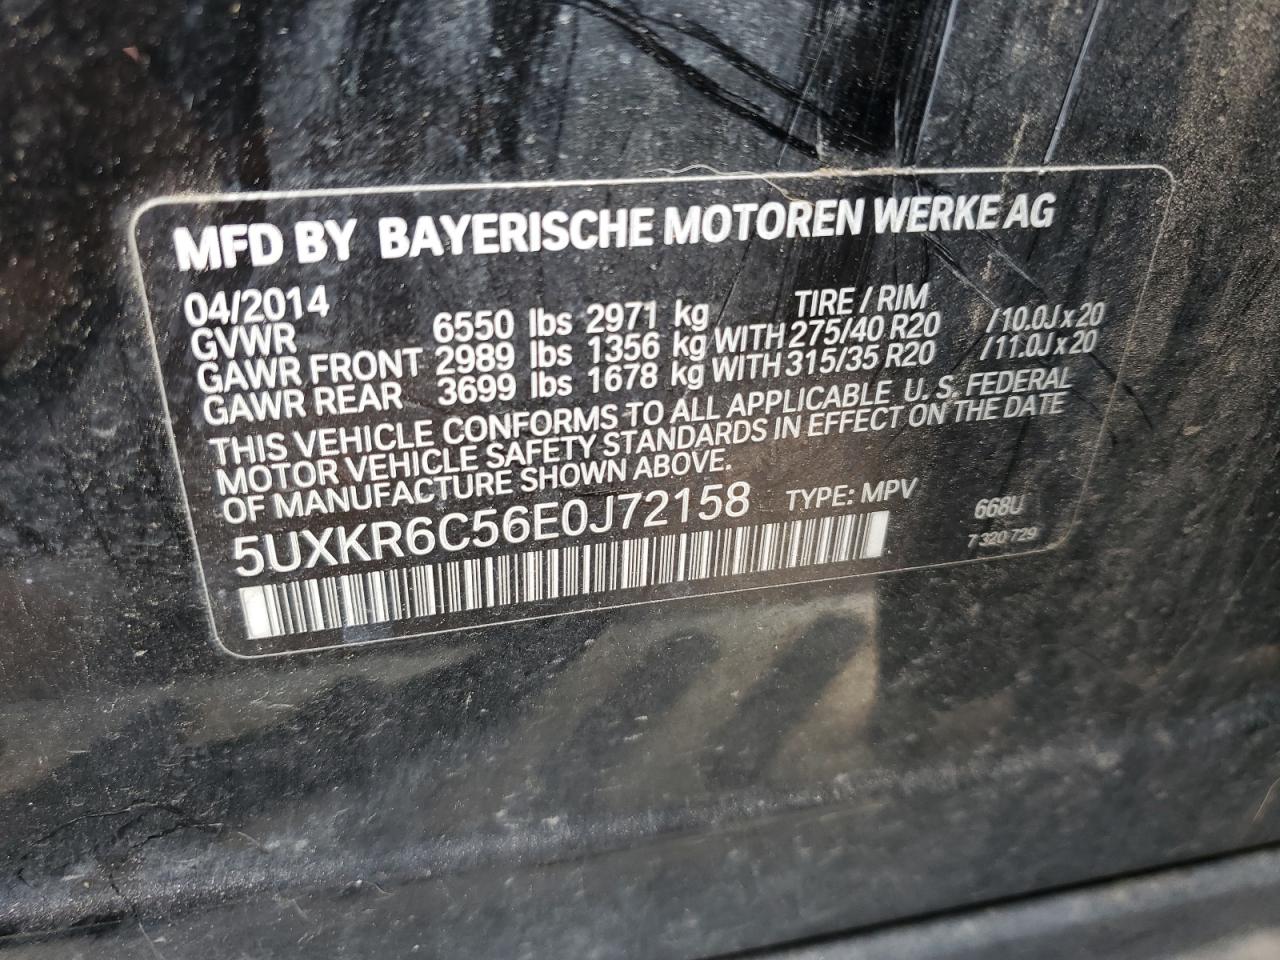 MFD BY BAYERISCHE MOTOREN WERKE AG
04/2014 TIRE / RIM
GVWR 6550 lbs 2971 kg
GAWR FRONT 2989 lbs 1356 kg WITH 275/40 R20 /10.0J x 20
GAWR REAR 3699 lbs 1678 kg WITH 315/35 R20 /11.0J x 20
THIS VEHICLE CONFORMS TO ALL APPLICABLE U. S. FEDERAL
MOTOR VEHICLE SAFETY STANDARDS IN EFFECT ON THE DATE
OF MANUFACTURE SHOWN ABOVE.
5UXKR6C56E0J72158 TYPE: MPV
668U
7 320 729